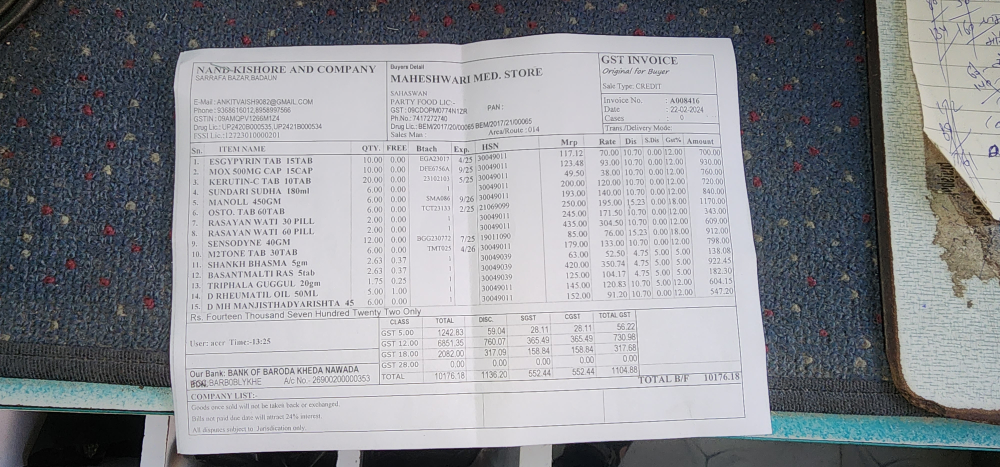 NAND KISHORE AND COMPANY
SARRAFA BAZAR,BADAUN
E-Mail : ANKITVAISH9082@GMAIL.COM
Phone : 9368616012,8958997566
GSTIN : 09AMQPV1266M1Z4
Drug Lic.: UP2420B000535,UP2421B000534
FSSI Lic.: 12723010000201
Buyers Detail
MAHESHWARI MED. STORE
SAHASWAN
PARTY FOOD LIC:-
GST : 09CDOPM0774N1ZR PAN :
Ph.No.: 7417272740
Drug Lic.: BEM/2017/20/00065 BEM/2017/21/00065
Sales Man Area/Route : 014
GST INVOICE
Original for Buyer
Sale Type: CREDIT
Invoice No. : A008416
Date : 22-02-2024
Cases : 0
Trans./Delivery Mode:
Sn. ITEM NAME QTY. FREE Btach Exp. HSN Mrp Rate Dis S.Dis Gst% Amount
1. ESGYPYRIN TAB 15TAB 10.00 0.00 EGA23017 4/25 30049011 117.12 70.00 10.70 0.00 12.00 700.00
2. MOX 500MG CAP 15CAP 10.00 0.00 DFE6756A 9/25 30049011 123.48 93.00 10.70 0.00 12.00 930.00
3. KERUTIN-C TAB 10TAB 20.00 0.00 23102103 5/25 30049011 49.50 38.00 10.70 0.00 12.00 760.00
4. SUNDARI SUDHA 180ml 6.00 0.00 30049011 200.00 120.00 10.70 0.00 12.00 720.00
5. MANOLL 450GM 6.00 0.00 SMA086 9/26 30049011 193.00 140.00 10.70 0.00 12.00 840.00
6. OSTO. TAB 60TAB 6.00 0.00 TCT23133 2/25 21069099 250.00 195.00 15.23 0.00 18.00 1170.00
7. RASAYAN WATI 30 PILL 2.00 0.00 30049011 245.00 171.50 10.70 0.00 12.00 343.00
8. RASAYAN WATI 60 PILL 2.00 0.00 30049011 435.00 304.50 10.70 0.00 12.00 609.00
9. SENSODYNE 40GM 12.00 0.00 BGG230772 7/25 19011090 85.00 76.00 15.23 0.00 18.00 912.00
10. M2TONE TAB 30TAB 6.00 0.00 TMT025 4/26 30049011 179.00 133.00 10.70 0.00 12.00 798.00
11. SHANKH BHASMA 5gm 2.63 0.37 30049039 63.00 52.50 4.75 5.00 5.00 138.08
12. BASANTMALTI RAS 5tab 2.63 0.37 30049039 420.00 350.74 4.75 5.00 5.00 922.45
13. TRIPHALA GUGGUL 20gm 1.75 0.25 30049039 125.00 104.17 4.75 5.00 5.00 182.30
14. D RHEUMATIL OIL 50ML 5.00 1.00 30049011 145.00 120.83 10.70 0.00 12.00 604.15
15. D MH MANJISTHADYARISHTA 45 6.00 0.00 30049011 152.00 91.20 10.70 0.00 12.00 547.20
Rs. Fourteen Thousand Seven Hundred Twenty Two Only
User: acer Time:-13:25
CLASS TOTAL DISC. SGST CGST TOTAL GST
GST 5.00 1242.83 59.04 28.11 28.11 56.22
GST 12.00 6851.35 760.07 365.49 365.49 730.98
GST 18.00 2082.00 317.09 158.84 158.84 317.68
GST 28.00 0.00 0.00 0.00 0.00 0.00
TOTAL 10176.18 1136.20 552.44 552.44 1104.88
Our Bank: BANK OF BARODA KHEDA NAWADA
BARB0BLYKHE A/c No.- 26900200000353
TOTAL B/F 10176.18
COMPANY LIST:-
Goods once sold will not be taken back or exchanged.
Bills not paid due date will attract 24% interest.
All disputes subject to Jurisdication only